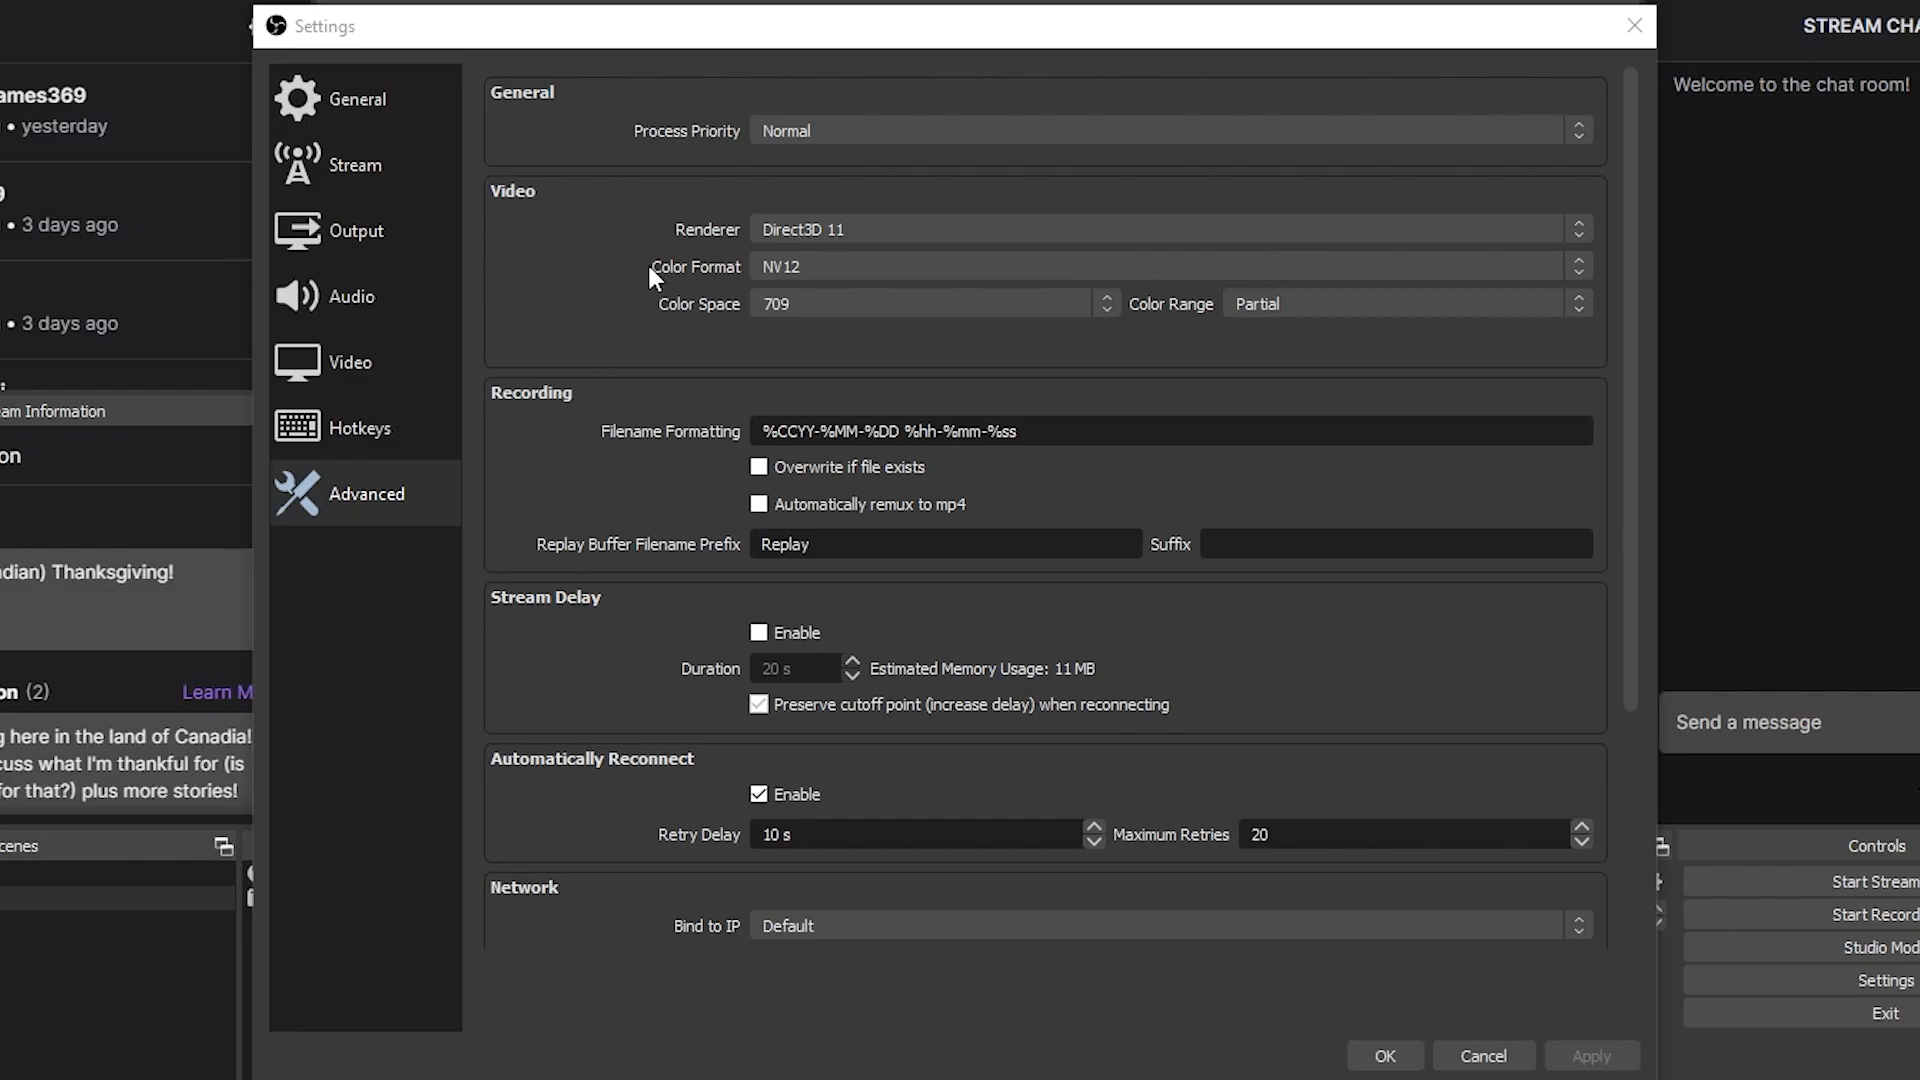 Settings
STREAM CHA
ames369
• yesterday
9
• 3 days ago
• 3 days ago
am Information
on
dian) Thanksgiving!
on (2)
Learn M
g here in the land of Canadia!
cuss what I'm thankful for (is
for that?) plus more stories!
cenes
General
Stream
Output
Audio
Video
Hotkeys
Advanced
General
Process Priority Normal
Video
Renderer Direct3D 11
Color Format NV12
Color Space 709 Color Range Partial
Recording
Filename Formatting %CCYY-%MM-%DD %hh-%mm-%ss
Overwrite if file exists
Automatically remux to mp4
Replay Buffer Filename Prefix Replay Suffix
Stream Delay
Enable
Duration 20 s Estimated Memory Usage: 11 MB
Preserve cutoff point (increase delay) when reconnecting
Automatically Reconnect
Enable
Retry Delay 10 s Maximum Retries 20
Network
Bind to IP Default
OK Cancel Apply
Welcome to the chat room!
Send a message
Controls
Start Stream
Start Record
Studio Mod
Settings
Exit